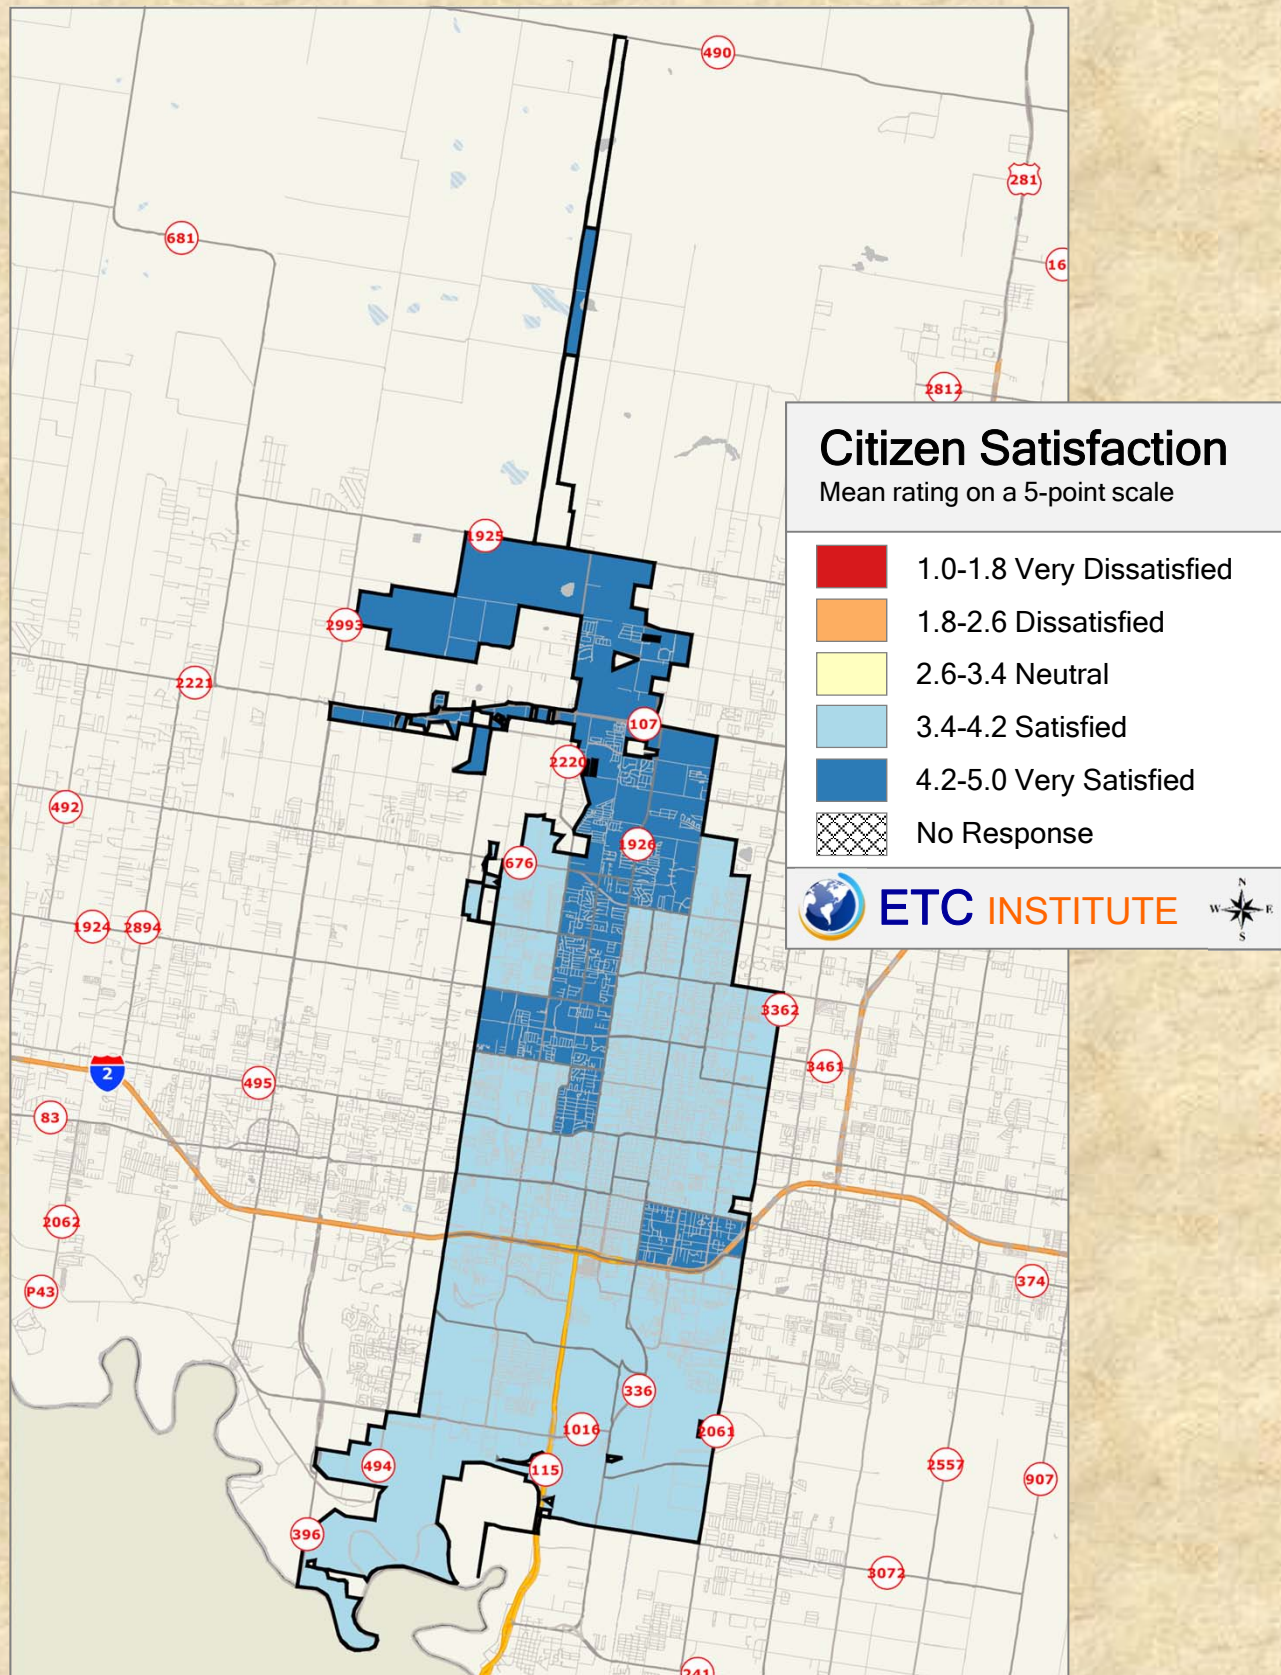 490
281
681
16
2812
Citizen Satisfaction
Mean rating on a 5-point scale
1.0-1.8 Very Dissatisfied
1.8-2.6 Dissatisfied
2.6-3.4 Neutral
3.4-4.2 Satisfied
4.2-5.0 Very Satisfied
No Response
ETC INSTITUTE
N
W E
S
1925
2993
2221
107
2220
492
1926
676
1924
2894
3362
3461
2
495
83
2062
374
P43
336
1016
2061
494
115
2557
907
396
3072
241